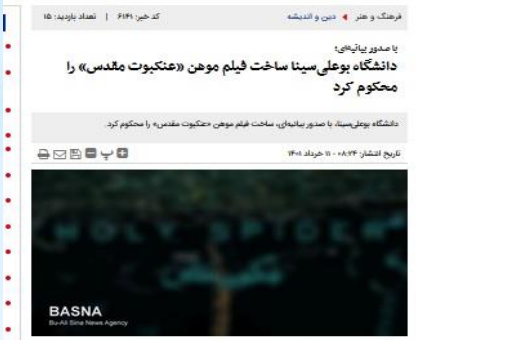 فرهنگ و هنر دین و اندیشه
کد خبر: ۶۱۴۱ | تعداد بازدید: ۱۵
با صدور بیانیه‌ای؛
دانشگاه بوعلی‌سینا ساخت فیلم موهن «عنکبوت مقدس» را
محکوم کرد
دانشگاه بوعلی‌سینا، با صدور بیانیه‌ای، ساخت فیلم موهن «عنکبوت مقدس» را محکوم کرد.
تاریخ انتشار: ۰۸:۲۴ - ۱۱ خرداد ۱۴۰۱
پ
HOLY SPIDER
عنکبوت
BASNA
Bu-Ali Sina News Agency